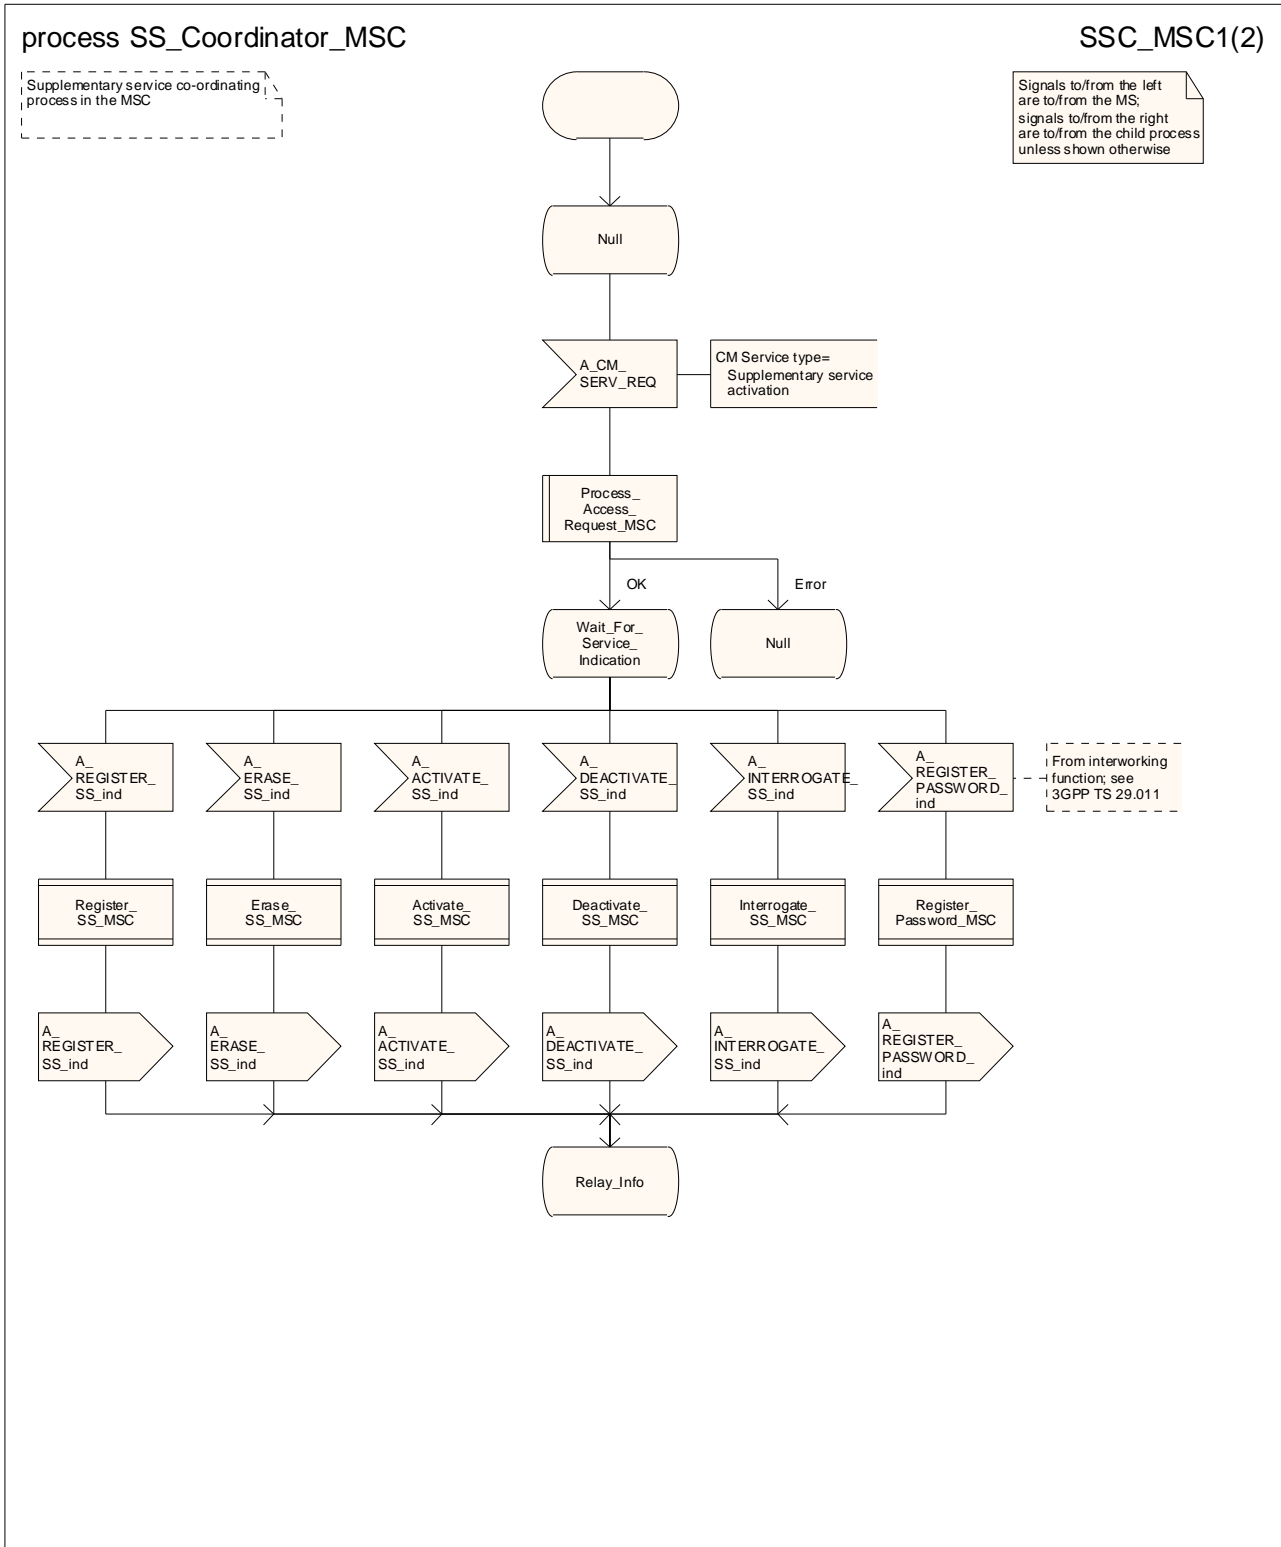 process SS_Coordinator_MSC
SSC_MSC1(2)
Supplementary service co-ordinating
process in the MSC
Signals to/from the left
are to/from the MS;
signals to/from the right
are to/from the child process
unless shown otherwise
Null
A_CM_
SERV_REQ
CM Service type=
Supplementary service
activation
Process_
Access_
Request_MSC
OK
Error
Wait_For_
Service_
Indication
Null
A_
REGISTER_
SS_ind
A_
ERASE_
SS_ind
A_
ACTIVATE_
SS_ind
A_
DEACTIVATE_
SS_ind
A_
INTERROGATE_
SS_ind
A_
REGISTER_
PASSWORD_
ind
From interworking
function; see
3GPP TS 29.011
Register_
SS_MSC
Erase_
SS_MSC
Activate_
SS_MSC
Deactivate_
SS_MSC
Interrogate_
SS_MSC
Register_
Password_MSC
A_
REGISTER_
SS_ind
A_
ERASE_
SS_ind
A_
ACTIVATE_
SS_ind
A_
DEACTIVATE_
SS_ind
A_
INTERROGATE_
SS_ind
A_
REGISTER_
PASSWORD_
ind
Relay_Info